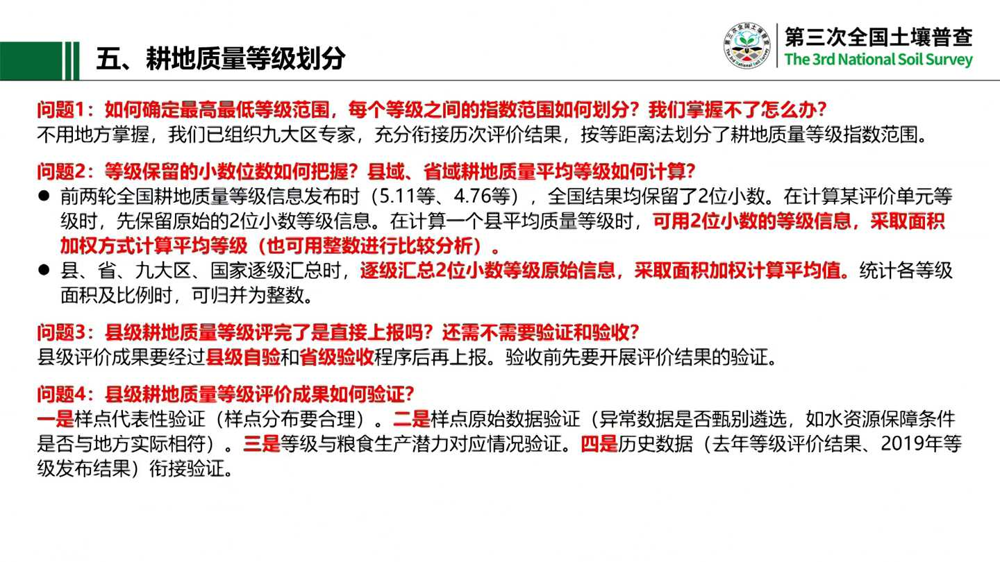 五、耕地质量等级划分
第三次全国土壤普查
The 3rd National Soil Survey
第三次全国土壤普查
The 3rd National Soil Survey
问题1：如何确定最高最低等级范围，每个等级之间的指数范围如何划分？我们掌握不了怎么办？
不用地方掌握，我们已组织九大区专家，充分衔接历次评价结果，按等距离法划分了耕地质量等级指数范围。
问题2：等级保留的小数位数如何把握？县域、省域耕地质量平均等级如何计算？
● 前两轮全国耕地质量等级信息发布时（5.11等、4.76等），全国结果均保留了2位小数。在计算某评价单元等
级时，先保留原始的2位小数等级信息。在计算一个县平均质量等级时，可用2位小数的等级信息，采取面积
加权方式计算平均等级（也可用整数进行比较分析）。
● 县、省、九大区、国家逐级汇总时，逐级汇总2位小数等级原始信息，采取面积加权计算平均值。统计各等级
面积及比例时，可归并为整数。
问题3：县级耕地质量等级评完了是直接上报吗？还需不需要验证和验收？
县级评价成果要经过县级自验和省级验收程序后再上报。验收前先要开展评价结果的验证。
问题4：县级耕地质量等级评价成果如何验证？
一是样点代表性验证（样点分布要合理）。二是样点原始数据验证（异常数据是否甄别遴选，如水资源保障条件
是否与地方实际相符）。三是等级与粮食生产潜力对应情况验证。四是历史数据（去年等级评价结果、2019年等
级发布结果）衔接验证。